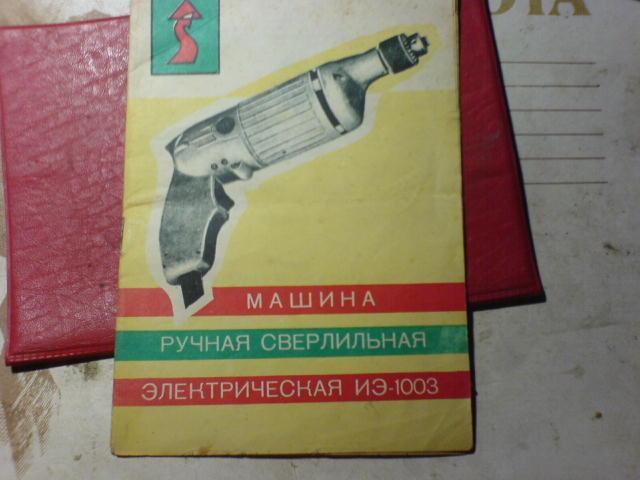 МАШИНА
РУЧНАЯ СВЕРЛИЛЬНАЯ
ЭЛЕКТРИЧЕСКАЯ ИЭ-1003